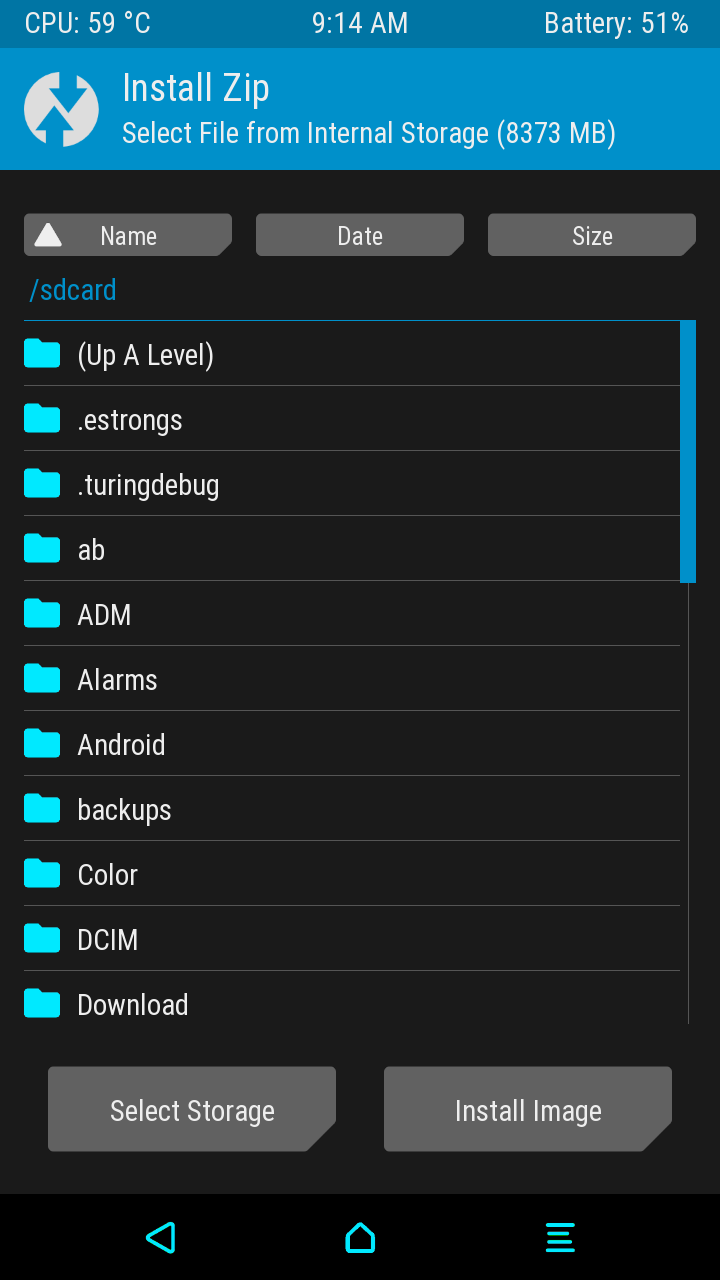 CPU: 59 °C 9:14 AM Battery: 51%
Install Zip
Select File from Internal Storage (8373 MB)
Name Date Size
/sdcard
(Up A Level)
.estrongs
.turingdebug
ab
ADM
Alarms
Android
backups
Color
DCIM
Download
Select Storage Install Image